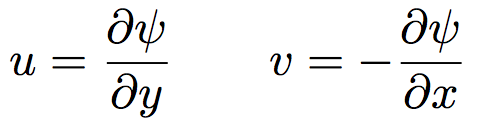 u = ∂ψ/∂y    v = −∂ψ/∂x